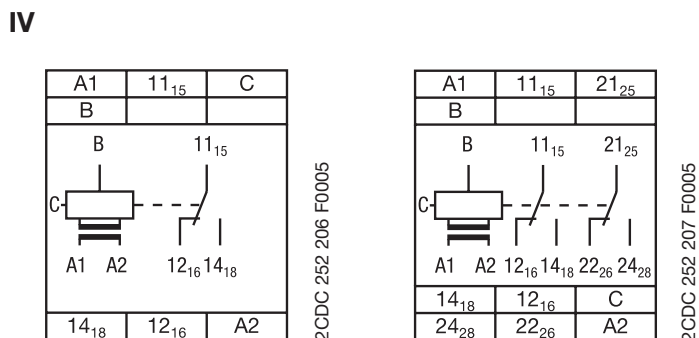 IV
A1 11₁₅ C
B
B 11₁₅
C
A1 A2 12₁₆ 14₁₈
14₁₈ 12₁₆ A2
2CDC 252 206 F0005
A1 11₁₅ 21₂₅
B
B 11₁₅ 21₂₅
C
A1 A2 12₁₆ 14₁₈ 22₂₆ 24₂₈
14₁₈ 12₁₆ C
24₂₈ 22₂₆ A2
2CDC 252 207 F0005